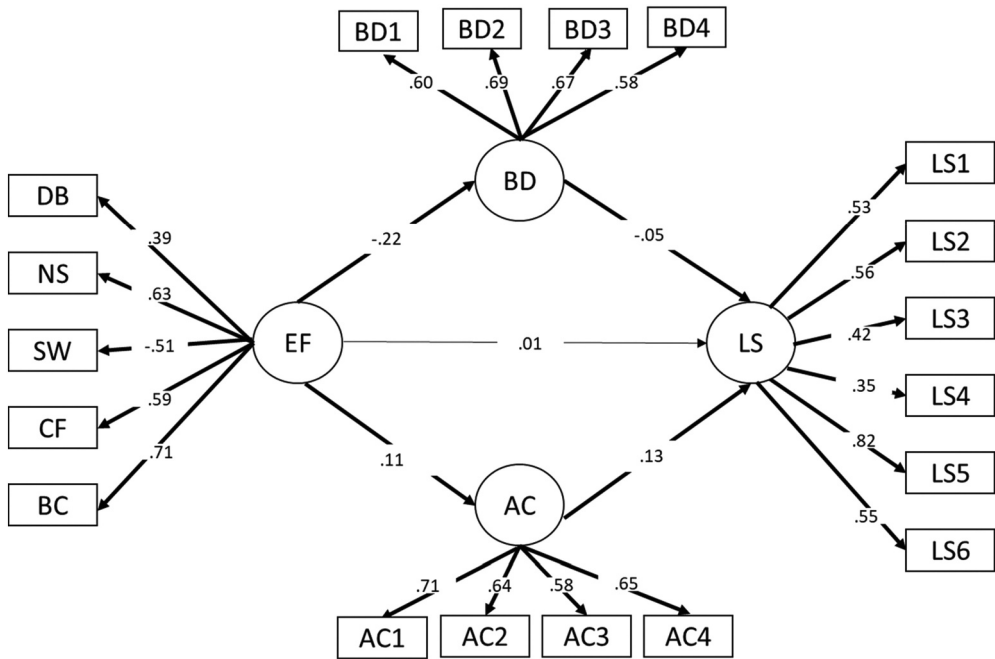 BD1
BD2
BD3
BD4
.60
.69
.67
.58
BD
DB
NS
SW
CF
BC
.39
.63
-.51
.59
.71
EF
-.22
-.05
.01
.11
.13
LS
LS1
LS2
LS3
LS4
LS5
LS6
.53
.56
.42
.35
.82
.55
AC
.71
.64
.58
.65
AC1
AC2
AC3
AC4